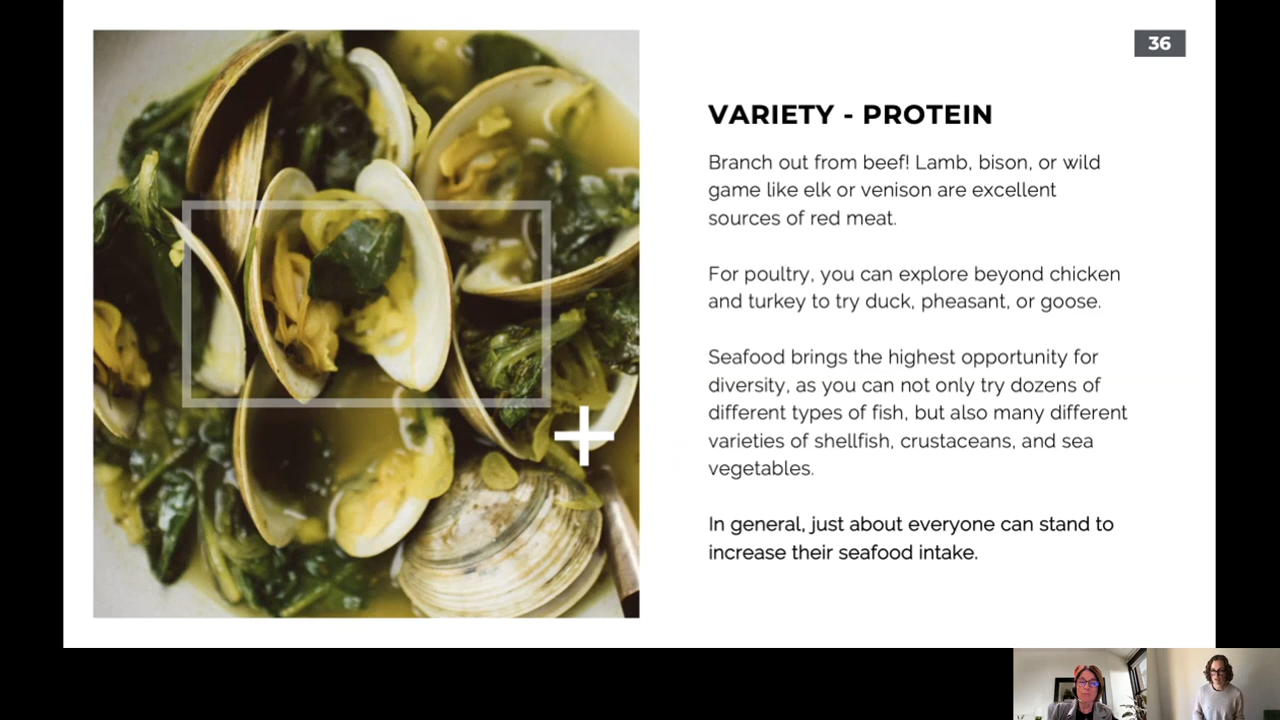 36
VARIETY - PROTEIN
Branch out from beef! Lamb, bison, or wild
game like elk or venison are excellent
sources of red meat.
For poultry, you can explore beyond chicken
and turkey to try duck, pheasant, or goose.
Seafood brings the highest opportunity for
diversity, as you can not only try dozens of
different types of fish, but also many different
varieties of shellfish, crustaceans, and sea
vegetables.
In general, just about everyone can stand to
increase their seafood intake.